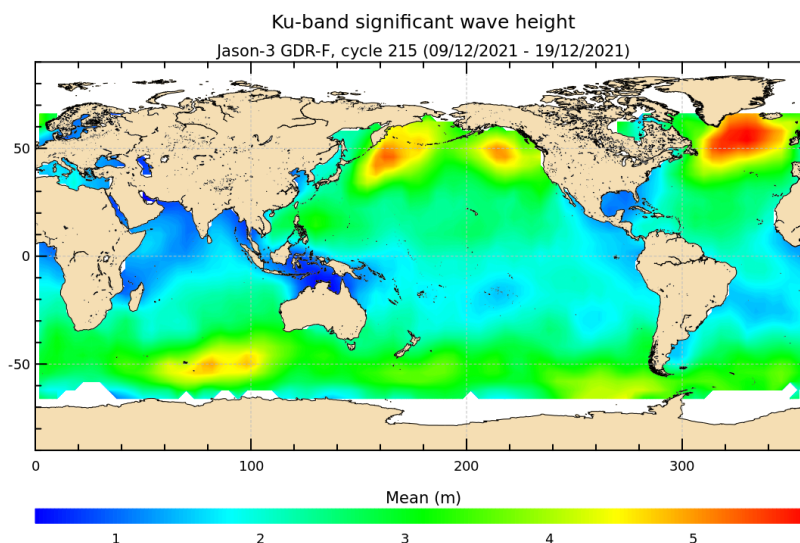 Ku-band significant wave height
Jason-3 GDR-F, cycle 215 (09/12/2021 - 19/12/2021)
50
0
-50
0 100 200 300
Mean (m)
1 2 3 4 5